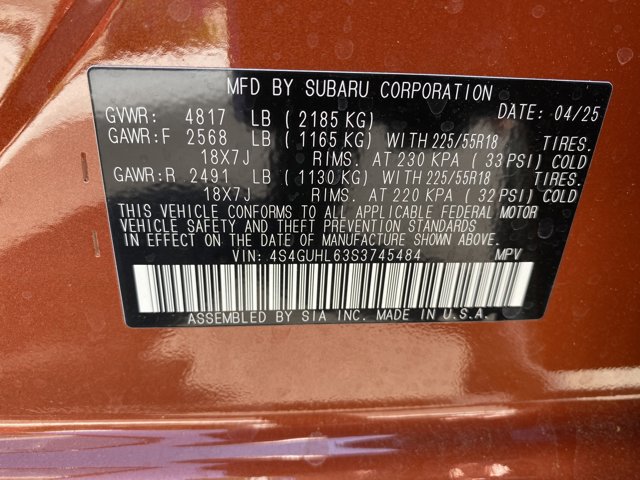 MFD BY SUBARU CORPORATION
GVWR: 4817 LB (2185 KG) DATE: 04/25
GAWR:F 2568 LB (1165 KG) WITH 225/55R18 TIRES.
18X7J RIMS. AT 230 KPA (33 PSI) COLD
GAWR:R 2491 LB (1130 KG) WITH 225/55R18 TIRES.
18X7J RIMS. AT 220 KPA (32 PSI) COLD
THIS VEHICLE CONFORMS TO ALL APPLICABLE FEDERAL MOTOR
VEHICLE SAFETY AND THEFT PREVENTION STANDARDS
IN EFFECT ON THE DATE OF MANUFACTURE SHOWN ABOVE.
VIN: 4S4GUHL63S3745484 MPV
ASSEMBLED BY SIA INC. MADE IN U.S.A.